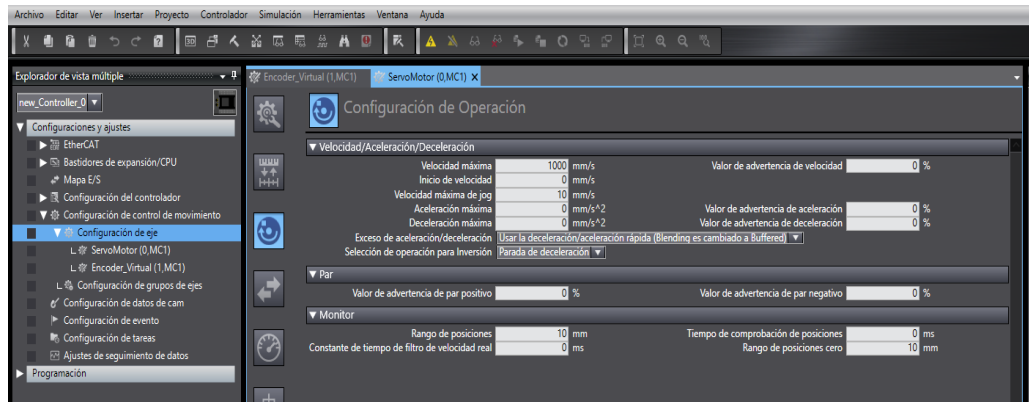 Archivo Editar Ver Insertar Proyecto Controlador Simulación Herramientas Ventana Ayuda
Explorador de vista múltiple
new_Controller_0
Configuraciones y ajustes
EtherCAT
Bastidores de expansión/CPU
Mapa E/S
Configuración del controlador
Configuración de control de movimiento
Configuración de eje
ServoMotor (0,MC1)
Encoder_Virtual (1,MC1)
Configuración de grupos de ejes
Configuración de datos de cam
Configuración de evento
Configuración de tareas
Ajustes de seguimiento de datos
Programación
Encoder_Virtual (1,MC1) ServoMotor (0,MC1) X
Configuración de Operación
Velocidad/Aceleración/Deceleración
Velocidad máxima 1000 mm/s Valor de advertencia de velocidad 0 %
Inicio de velocidad 0 mm/s
Velocidad máxima de jog 10 mm/s
Aceleración máxima 0 mm/s^2 Valor de advertencia de aceleración 0 %
Deceleración máxima 0 mm/s^2 Valor de advertencia de deceleración 0 %
Exceso de aceleración/deceleración Usar la deceleración/aceleración rápida (Blending es cambiado a Buffered)
Selección de operación para Inversión Parada de deceleración
Par
Valor de advertencia de par positivo 0 % Valor de advertencia de par negativo 0 %
Monitor
Rango de posiciones 10 mm Tiempo de comprobación de posiciones 0 ms
Constante de tiempo de filtro de velocidad real 0 ms Rango de posiciones cero 10 mm